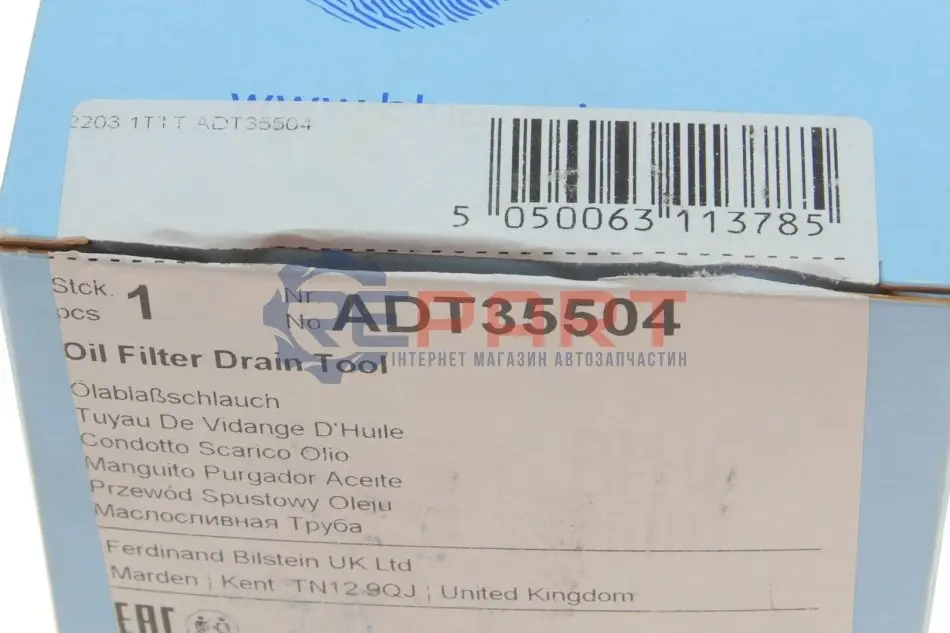 2203 1T1T ADT35504
5 050063 113785
Stck. 1 Nr ADT35504
pcs No
REPART
ІНТЕРНЕТ МАГАЗИН АВТОЗАПЧАСТИН
Oil Filter Drain Tool
Ölablaßschlauch
Tuyau De Vidange D'Huile
Condotto Scarico Olio
Manguito Purgador Aceite
Przewód Spustowy Oleju
Маслосливная Труба
Ferdinand Bilstein UK Ltd
Marden ¦ Kent TN12 9QJ ¦ United Kingdom
EAC